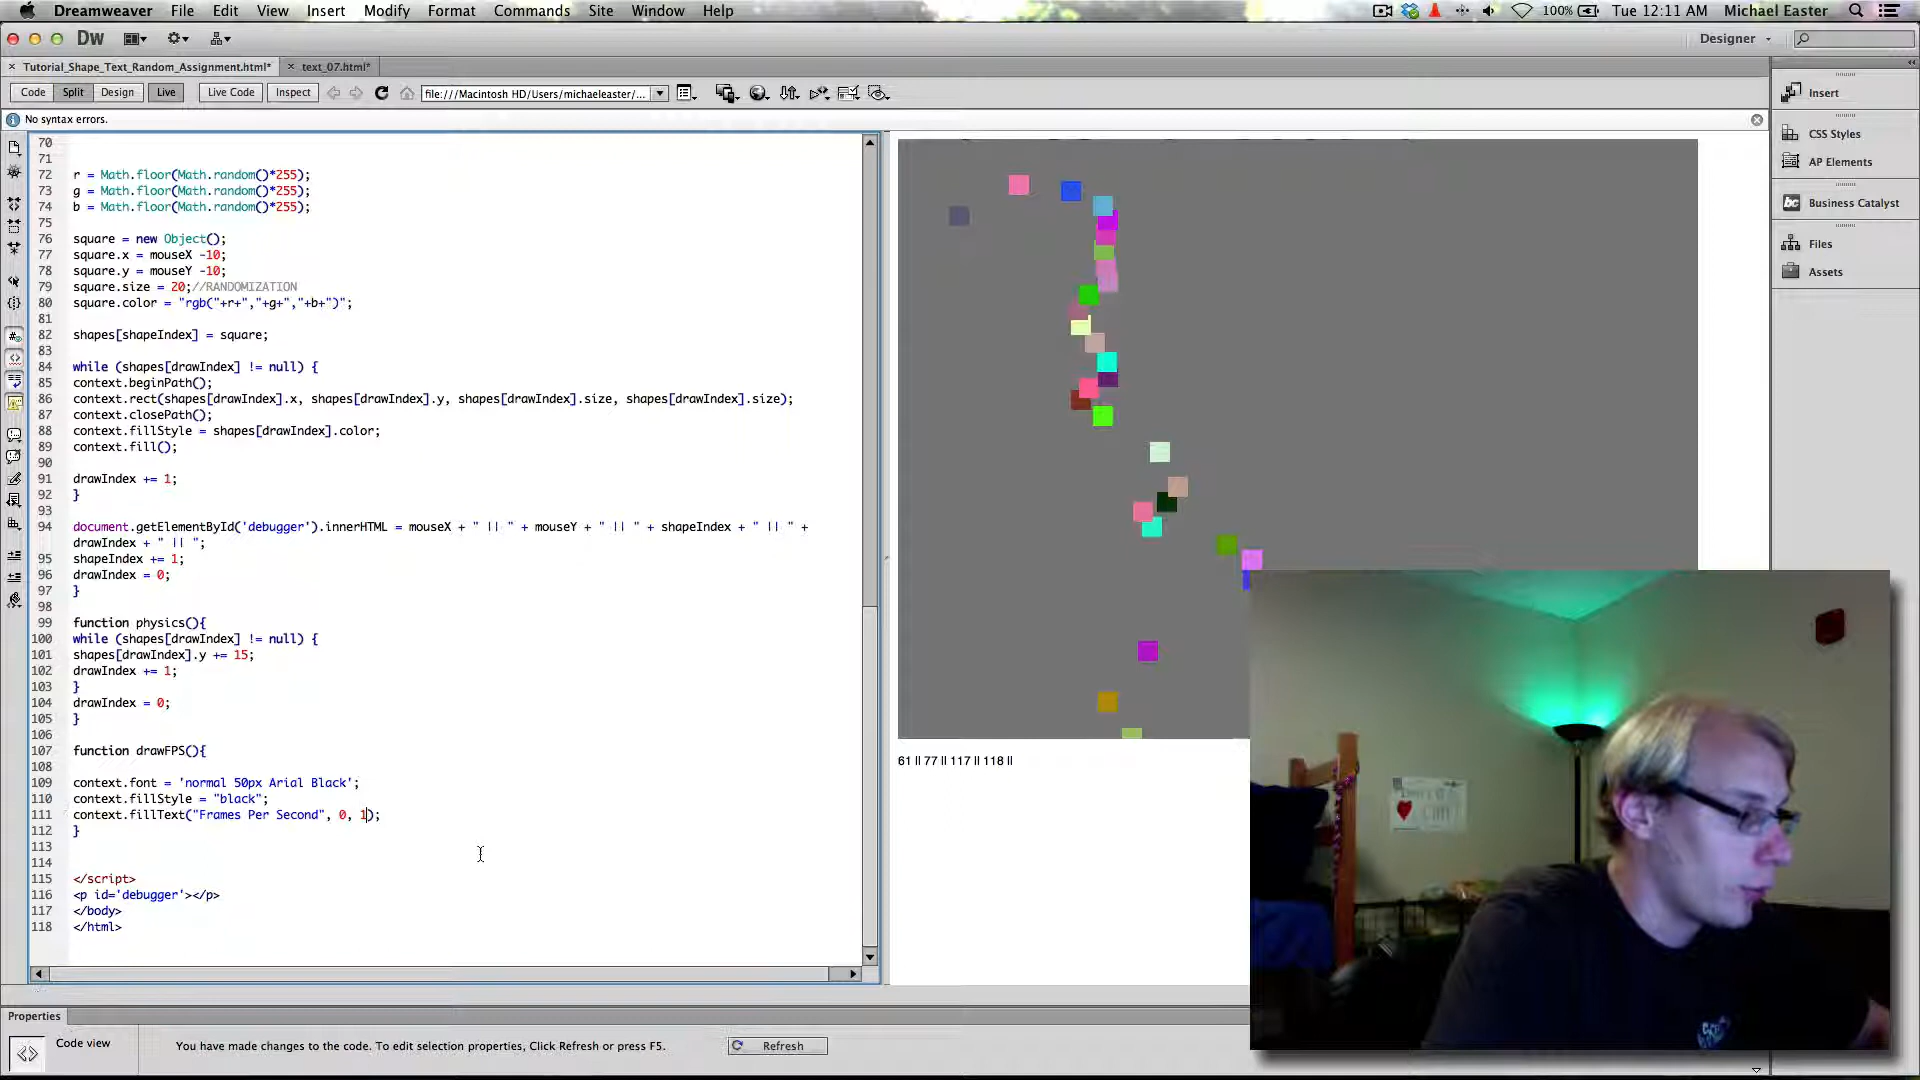 Dreamweaver File Edit View Insert Modify Format Commands Site Window Help 100% Tue 12:11 AM Michael Easter
Dw Designer
Tutorial_Shape_Text_Random_Assignment.html* text_07.html*
Code Split Design Live Live Code Inspect file:///Macintosh HD/Users/michaeleaster/...
No syntax errors.
70
71
72 r = Math.floor(Math.random()*255);
73 g = Math.floor(Math.random()*255);
74 b = Math.floor(Math.random()*255);
75
76 square = new Object();
77 square.x = mouseX -10;
78 square.y = mouseY -10;
79 square.size = 20;//RANDOMIZATION
80 square.color = "rgb("+r+","+g+","+b+")";
81
82 shapes[shapeIndex] = square;
83
84 while (shapes[drawIndex] != null) {
85 context.beginPath();
86 context.rect(shapes[drawIndex].x, shapes[drawIndex].y, shapes[drawIndex].size, shapes[drawIndex].size);
87 context.closePath();
88 context.fillStyle = shapes[drawIndex].color;
89 context.fill();
90
91 drawIndex += 1;
92 }
93
94 document.getElementById('debugger').innerHTML = mouseX + " || " + mouseY + " || " + shapeIndex + " || " +
drawIndex + " || ";
95 shapeIndex += 1;
96 drawIndex = 0;
97 }
98
99 function physics(){
100 while (shapes[drawIndex] != null) {
101 shapes[drawIndex].y += 15;
102 drawIndex += 1;
103 }
104 drawIndex = 0;
105 }
106
107 function drawFPS(){
108
109 context.font = 'normal 50px Arial Black';
110 context.fillStyle = "black";
111 context.fillText("Frames Per Second", 0, 1);
112 }
113
114
115 </script>
116 <p id='debugger'></p>
117 </body>
118 </html>
61 || 77 || 117 || 118 ||
Insert
CSS Styles
AP Elements
bc Business Catalyst
Files
Assets
Properties
Code view You have made changes to the code. To edit selection properties, Click Refresh or press F5. Refresh